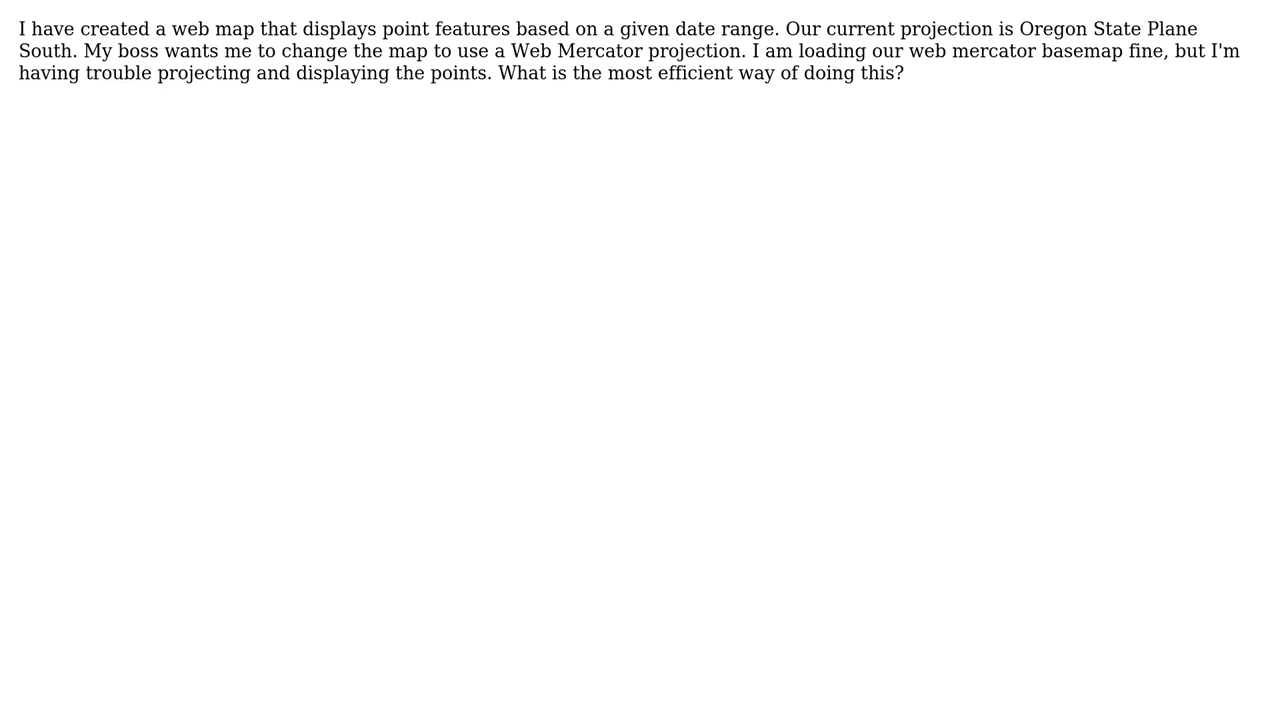 I have created a web map that displays point features based on a given date range. Our current projection is Oregon State Plane
South. My boss wants me to change the map to use a Web Mercator projection. I am loading our web mercator basemap fine, but I'm
having trouble projecting and displaying the points. What is the most efficient way of doing this?